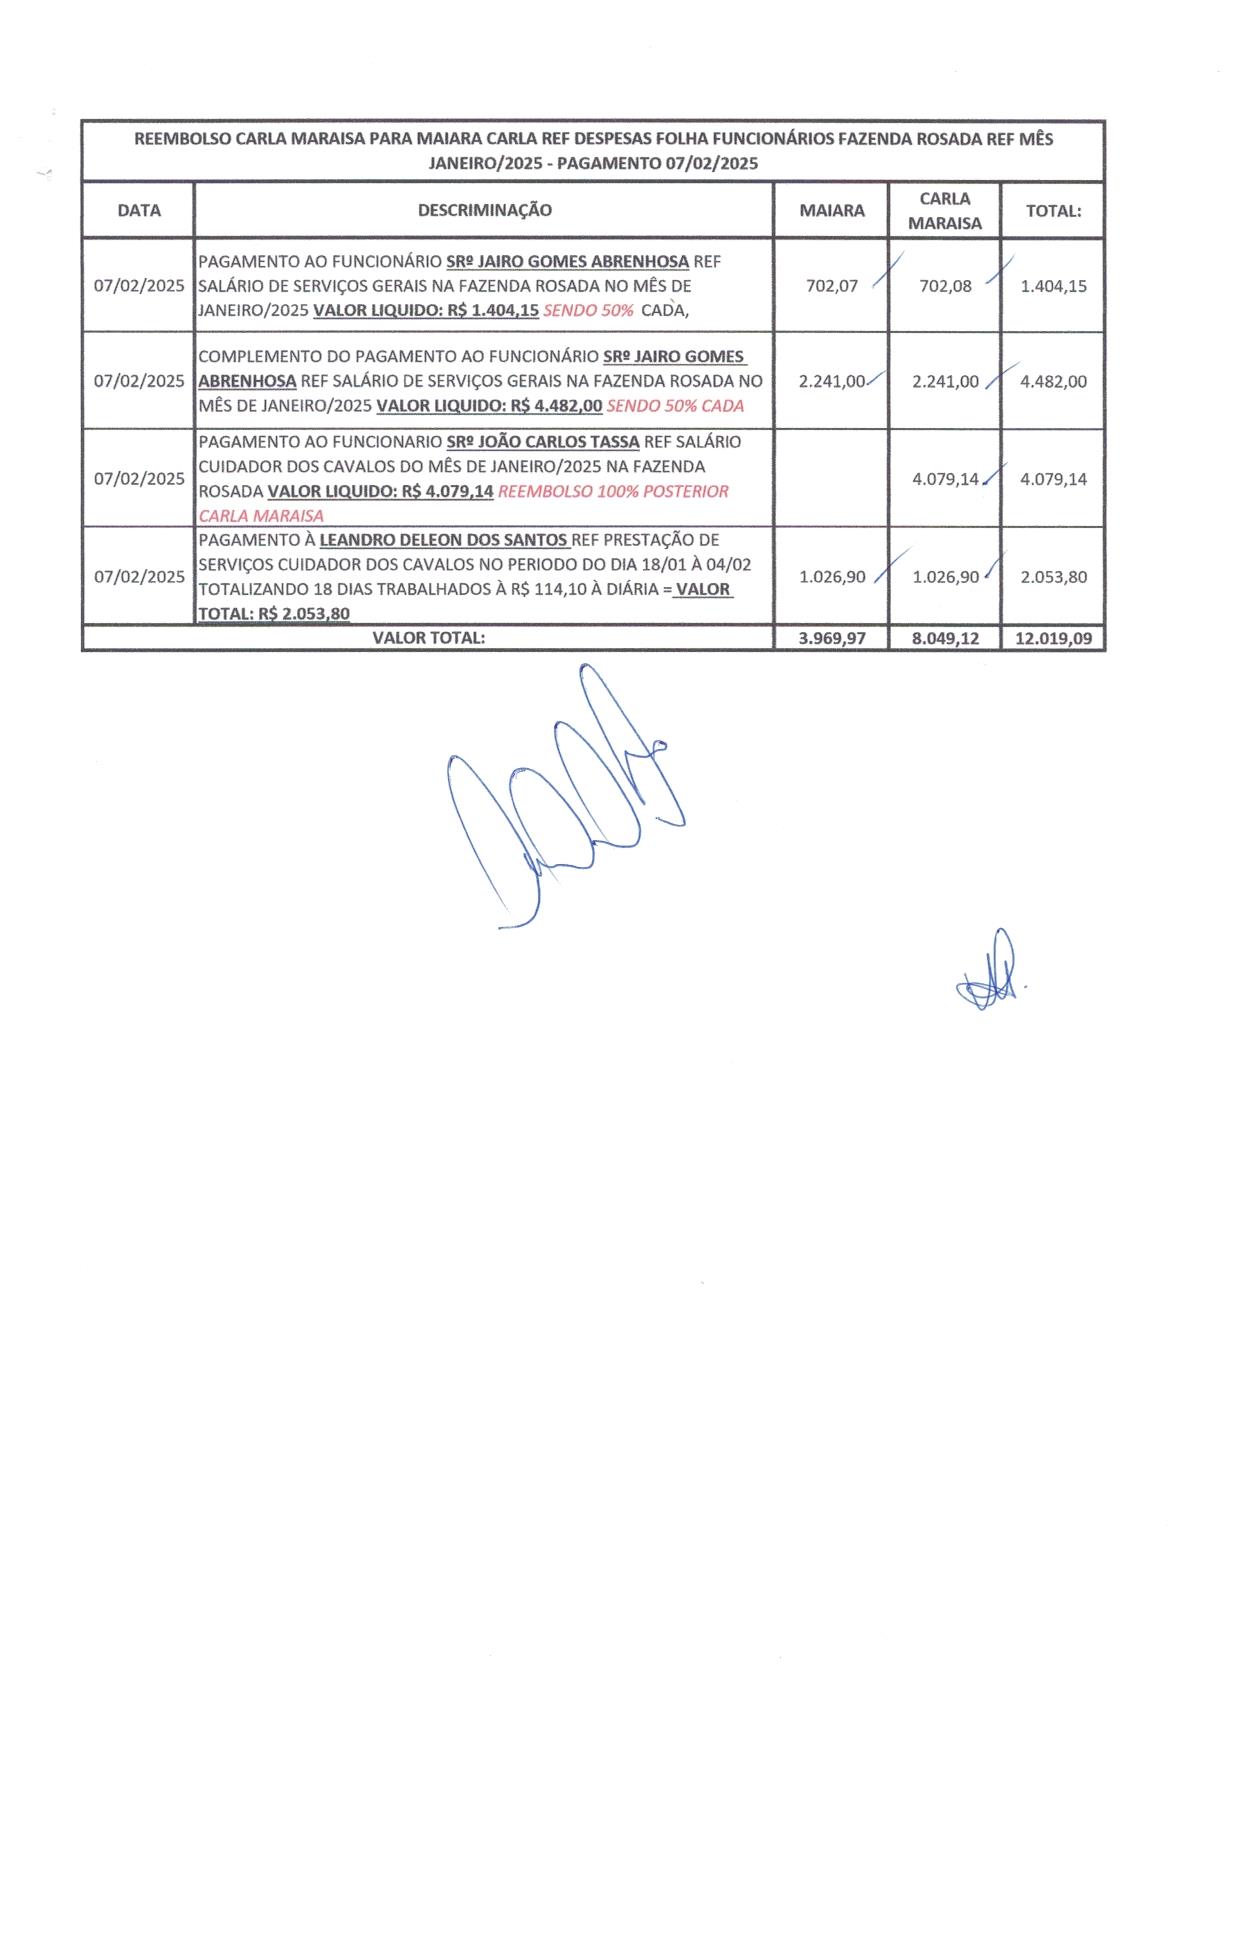 REEMBOLSO CARLA MARAISA PARA MAIARA CARLA REF DESPESAS FOLHA FUNCIONÁRIOS FAZENDA ROSADA REF MÊS
JANEIRO/2025 - PAGAMENTO 07/02/2025
DATA
DESCRIMINAÇÃO
MAIARA
CARLA
MARAISA
TOTAL:
07/02/2025
PAGAMENTO AO FUNCIONÁRIO SRº JAIRO GOMES ABRENHOSA REF
SALÁRIO DE SERVIÇOS GERAIS NA FAZENDA ROSADA NO MÊS DE
JANEIRO/2025 VALOR LIQUIDO: R$ 1.404,15 SENDO 50% CADA,
702,07
702,08
1.404,15
07/02/2025
COMPLEMENTO DO PAGAMENTO AO FUNCIONÁRIO SRº JAIRO GOMES
ABRENHOSA REF SALÁRIO DE SERVIÇOS GERAIS NA FAZENDA ROSADA NO
MÊS DE JANEIRO/2025 VALOR LIQUIDO: R$ 4.482,00 SENDO 50% CADA
2.241,00
2.241,00
4.482,00
07/02/2025
PAGAMENTO AO FUNCIONARIO SRº JOÃO CARLOS TASSA REF SALÁRIO
CUIDADOR DOS CAVALOS DO MÊS DE JANEIRO/2025 NA FAZENDA
ROSADA VALOR LIQUIDO: R$ 4.079,14 REEMBOLSO 100% POSTERIOR
CARLA MARAISA
4.079,14
4.079,14
07/02/2025
PAGAMENTO À LEANDRO DELEON DOS SANTOS REF PRESTAÇÃO DE
SERVIÇOS CUIDADOR DOS CAVALOS NO PERIODO DO DIA 18/01 À 04/02
TOTALIZANDO 18 DIAS TRABALHADOS À R$ 114,10 À DIÁRIA = VALOR
TOTAL: R$ 2.053,80
1.026,90
1.026,90
2.053,80
VALOR TOTAL:
3.969,97
8.049,12
12.019,09